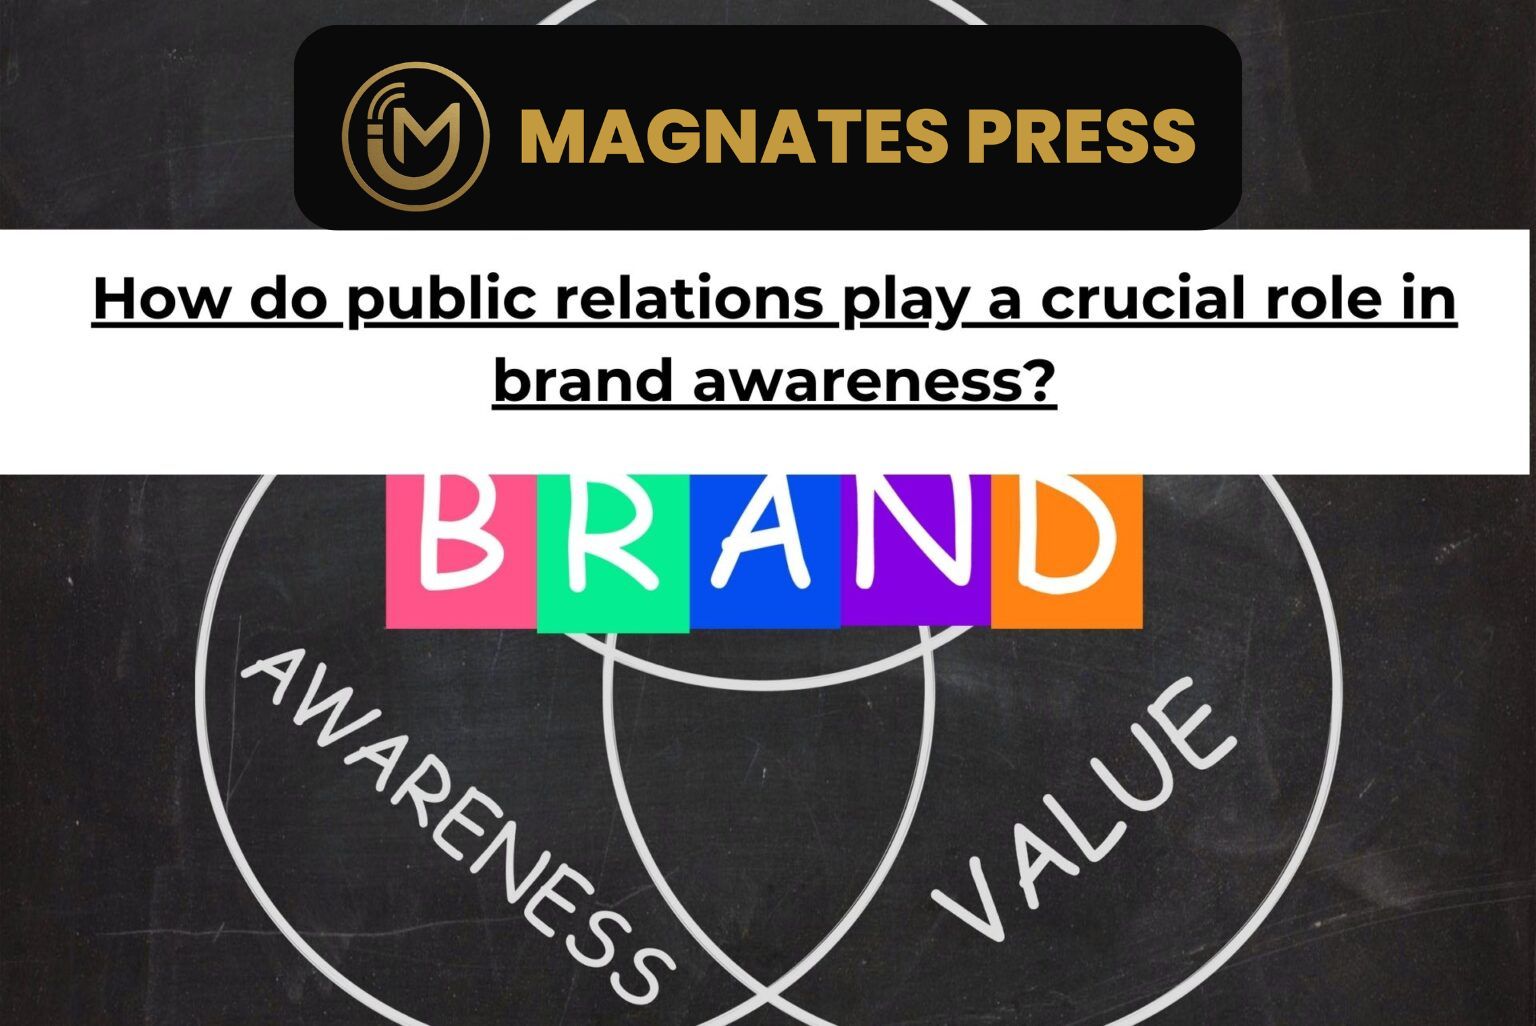 MAGNATES PRESS
How do public relations play a crucial role in
brand awareness?
BRAND
AWARENESS
VALUE